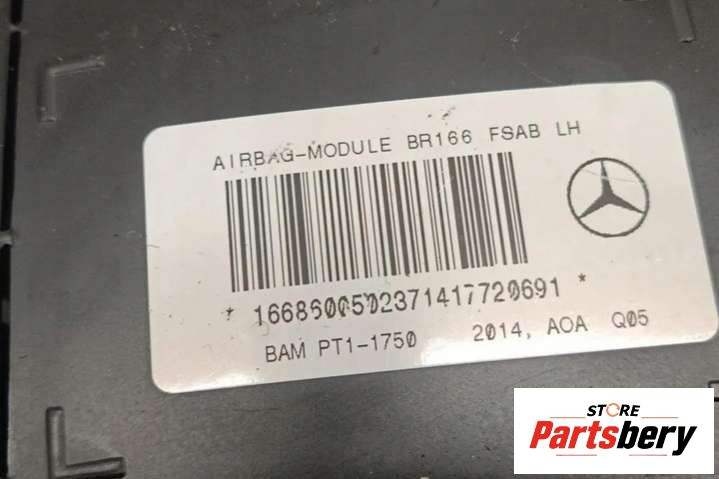 AIRBAG-MODULE BR166 FSAB LH
* 1668600502371417720691 *
BAM PT1-1750 2014, AOA Q05
STORE
Partsbery